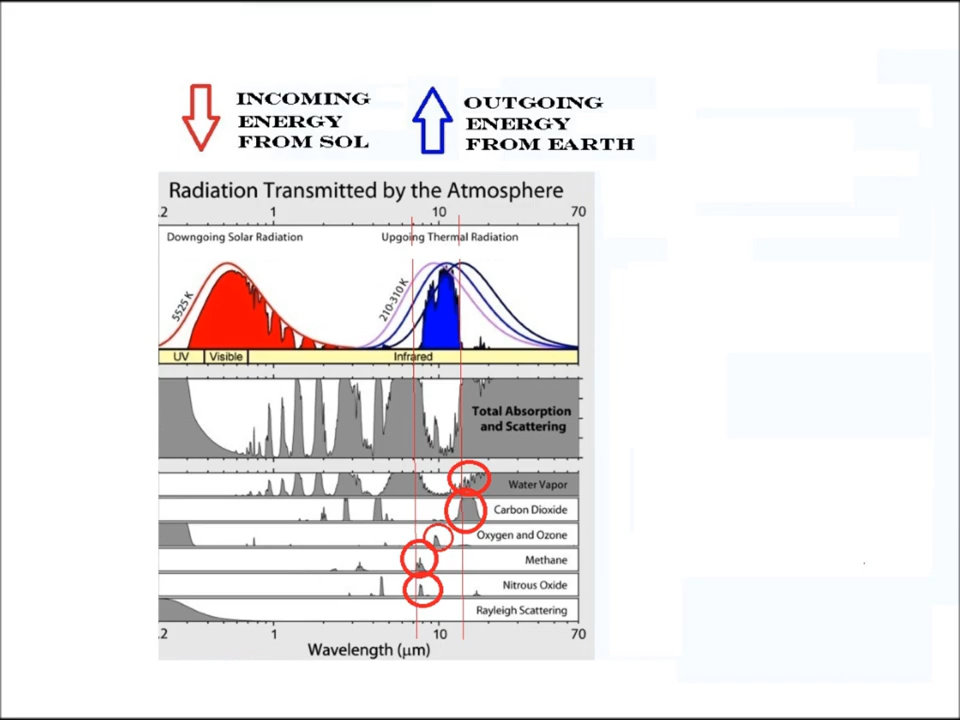 INCOMING
ENERGY
FROM SOL
OUTGOING
ENERGY
FROM EARTH
Radiation Transmitted by the Atmosphere
.2 1 10 70
Downgoing Solar Radiation
Upgoing Thermal Radiation
5525 K
210-310 K
UV Visible Infrared
Total Absorption
and Scattering
Water Vapor
Carbon Dioxide
Oxygen and Ozone
Methane
Nitrous Oxide
Rayleigh Scattering
.2 1 10 70
Wavelength (μm)